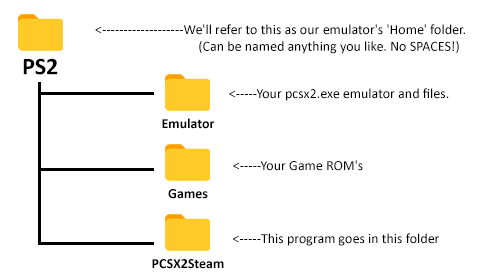 <-------------------We'll refer to this as our emulator's 'Home' folder.
(Can be named anything you like. No SPACES!)
PS2
<-----Your pcsx2.exe emulator and files.
Emulator
<-----Your Game ROM's
Games
<-----This program goes in this folder
PCSX2Steam